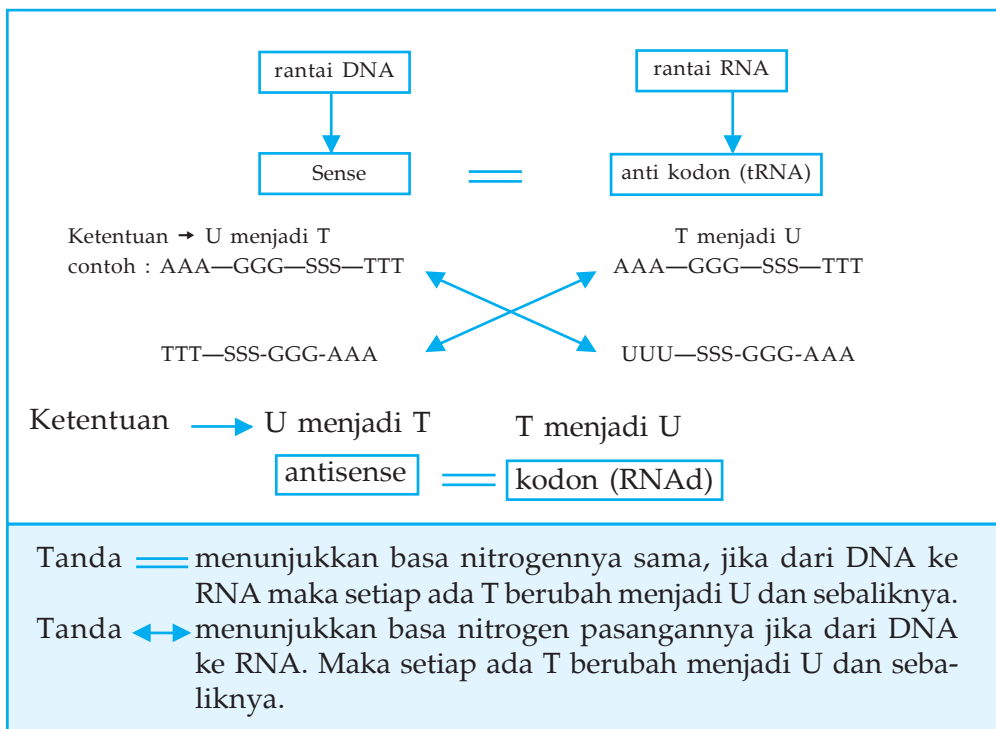 rantai DNA
rantai RNA
Sense
anti kodon (tRNA)
Ketentuan → U menjadi T
T menjadi U
contoh : AAA—GGG—SSS—TTT
AAA—GGG—SSS—TTT
TTT—SSS-GGG-AAA
UUU—SSS-GGG-AAA
Ketentuan → U menjadi T
T menjadi U
antisense
kodon (RNAd)
Tanda ══ menunjukkan basa nitrogennya sama, jika dari DNA ke
RNA maka setiap ada T berubah menjadi U dan sebaliknya.
Tanda ↔ menunjukkan basa nitrogen pasangannya jika dari DNA
ke RNA. Maka setiap ada T berubah menjadi U dan seba-
liknya.